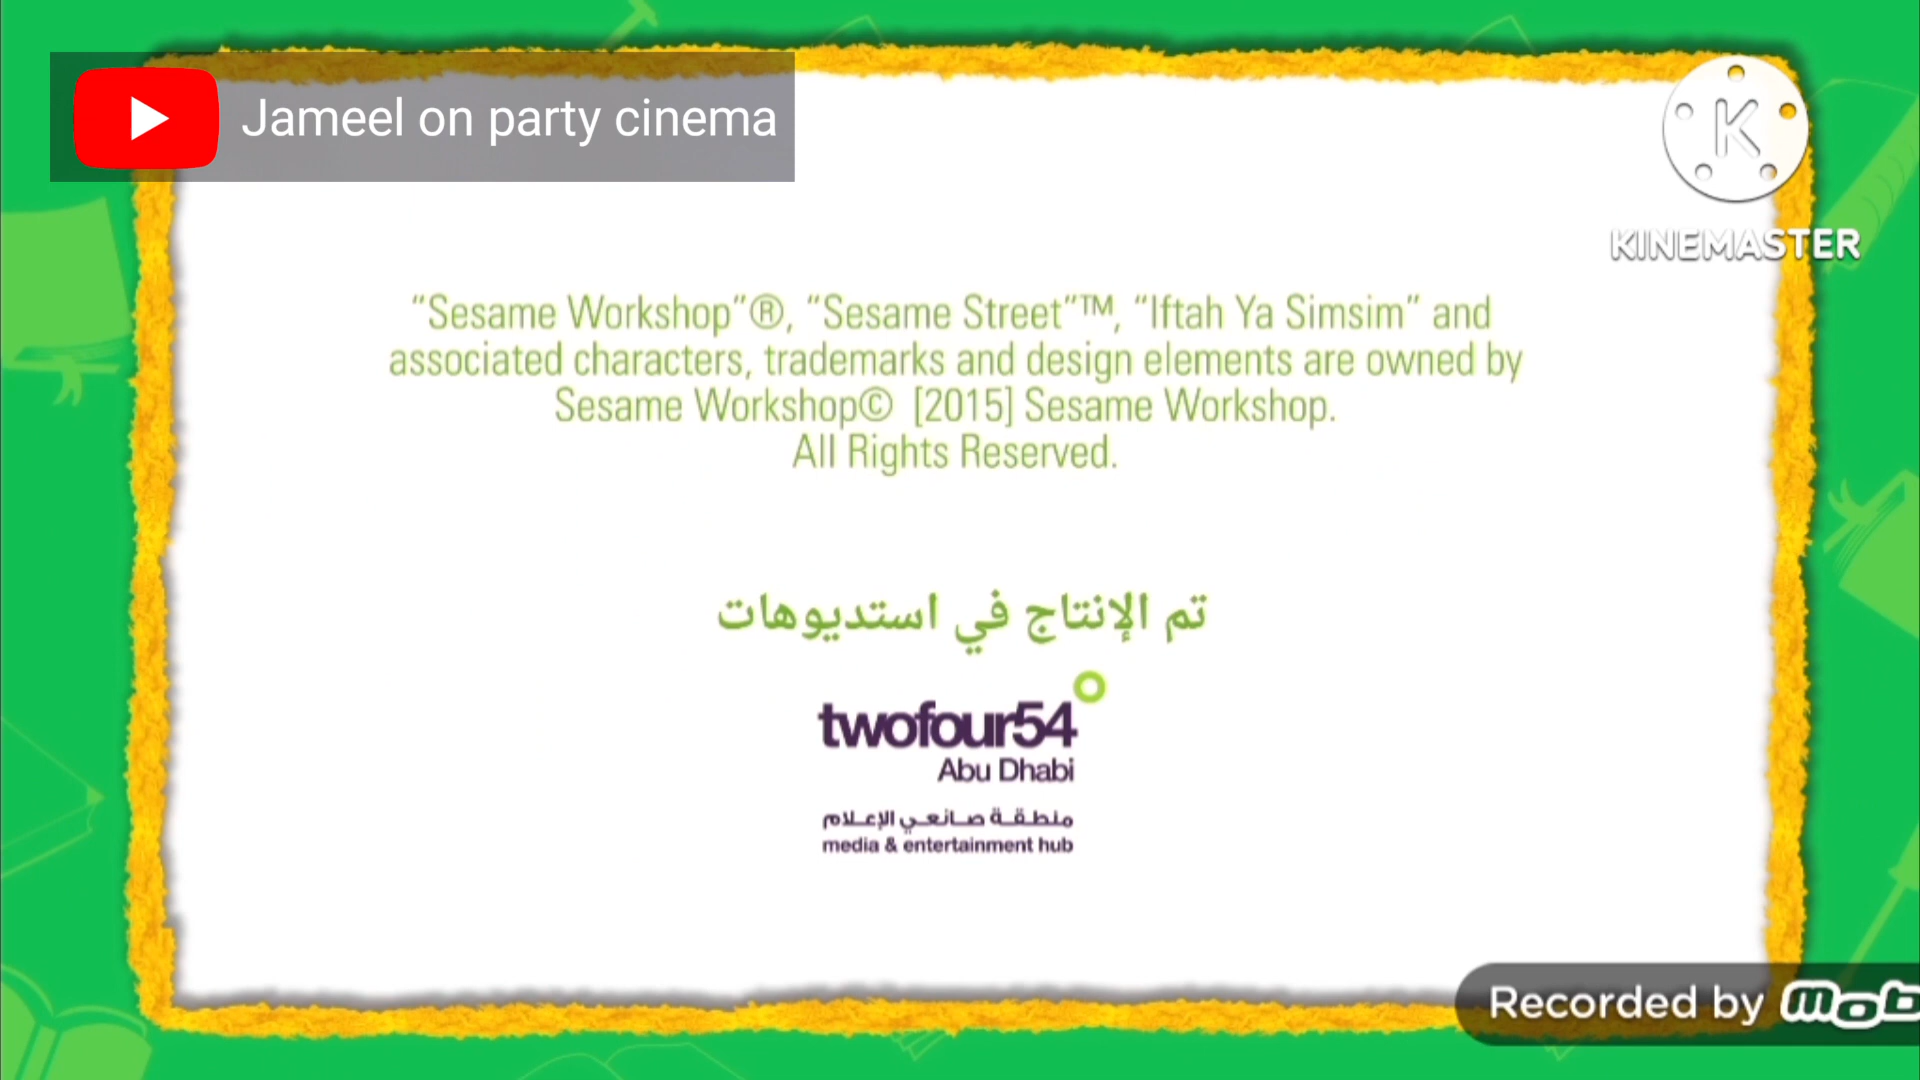 Jameel on party cinema
K
KINEMASTER
“Sesame Workshop”®, “Sesame Street”™, “Iftah Ya Simsim” and
associated characters, trademarks and design elements are owned by
Sesame Workshop© [2015] Sesame Workshop.
All Rights Reserved.
تم الإنتاج في استديوهات
twofour54
Abu Dhabi
منطقة صانعي الإعلام
media & entertainment hub
Recorded by mob